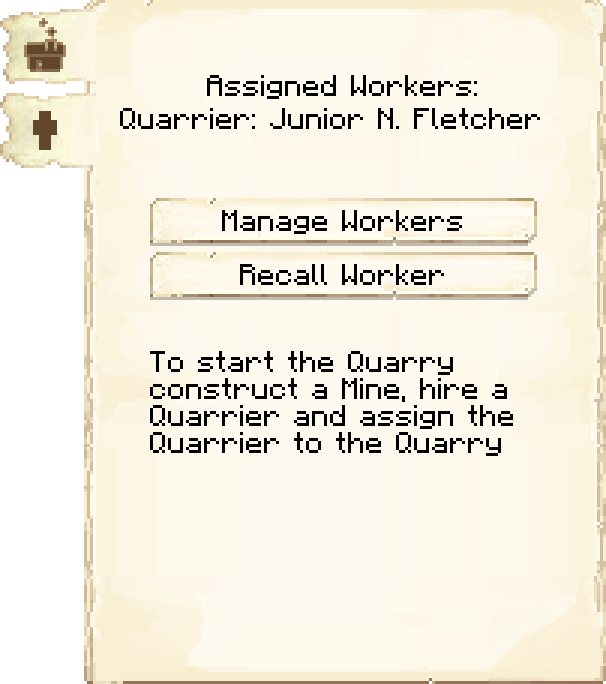 Assigned Workers:
Quarrier: Junior N. Fletcher
Manage Workers
Recall Worker
To start the Quarry
construct a Mine, hire a
Quarrier and assign the
Quarrier to the Quarry